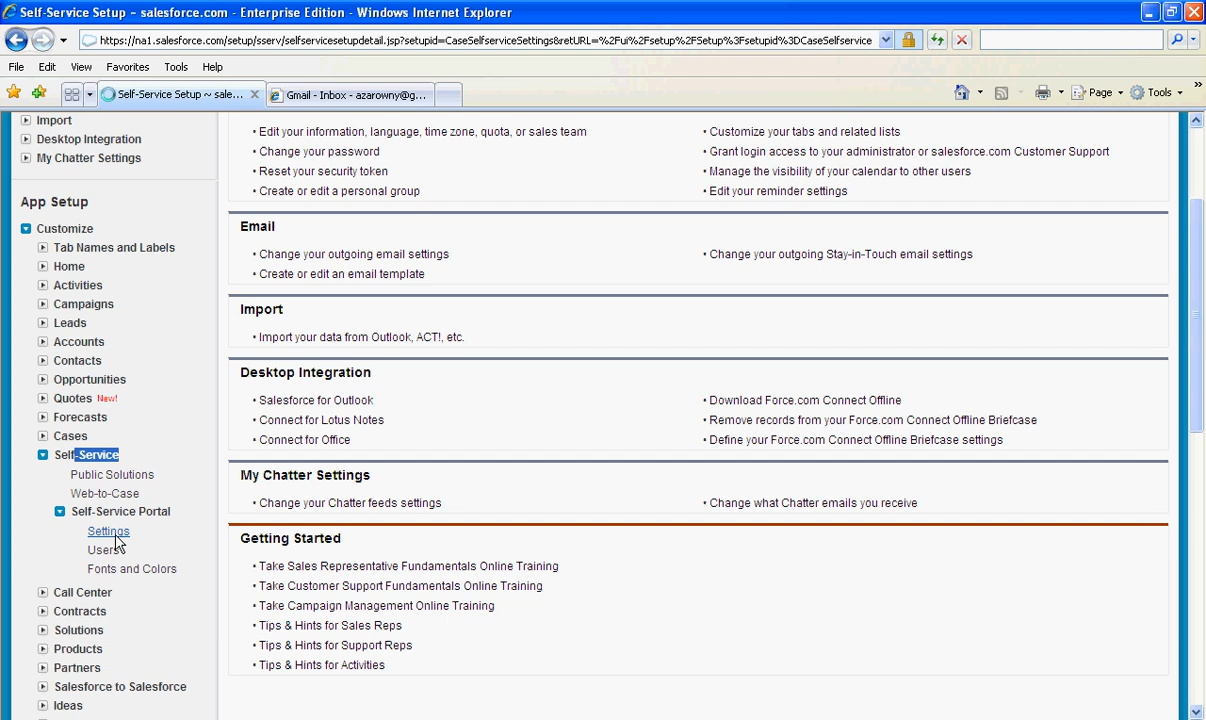 Self-Service Setup ~ salesforce.com - Enterprise Edition - Windows Internet Explorer
https://na1.salesforce.com/setup/sserv/selfservicesetupdetail.jsp?setupid=CaseSelfserviceSettings&retURL=%2Fui%2Fsetup%2FSetup%3Fsetupid%3DCaseSelfservice
File Edit View Favorites Tools Help
Self-Service Setup ~ sale... Gmail - Inbox - azarowny@g... Page Tools
Import
Desktop Integration
My Chatter Settings
App Setup
Customize
Tab Names and Labels
Home
Activities
Campaigns
Leads
Accounts
Contacts
Opportunities
Quotes New!
Forecasts
Cases
Self-Service
Public Solutions
Web-to-Case
Self-Service Portal
Settings
Users
Fonts and Colors
Call Center
Contracts
Solutions
Products
Partners
Salesforce to Salesforce
Ideas
• Edit your information, language, time zone, quota, or sales team
• Change your password
• Reset your security token
• Create or edit a personal group
• Customize your tabs and related lists
• Grant login access to your administrator or salesforce.com Customer Support
• Manage the visibility of your calendar to other users
• Edit your reminder settings
Email
• Change your outgoing email settings
• Create or edit an email template
• Change your outgoing Stay-in-Touch email settings
Import
• Import your data from Outlook, ACT!, etc.
Desktop Integration
• Salesforce for Outlook
• Connect for Lotus Notes
• Connect for Office
• Download Force.com Connect Offline
• Remove records from your Force.com Connect Offline Briefcase
• Define your Force.com Connect Offline Briefcase settings
My Chatter Settings
• Change your Chatter feeds settings
• Change what Chatter emails you receive
Getting Started
• Take Sales Representative Fundamentals Online Training
• Take Customer Support Fundamentals Online Training
• Take Campaign Management Online Training
• Tips & Hints for Sales Reps
• Tips & Hints for Support Reps
• Tips & Hints for Activities